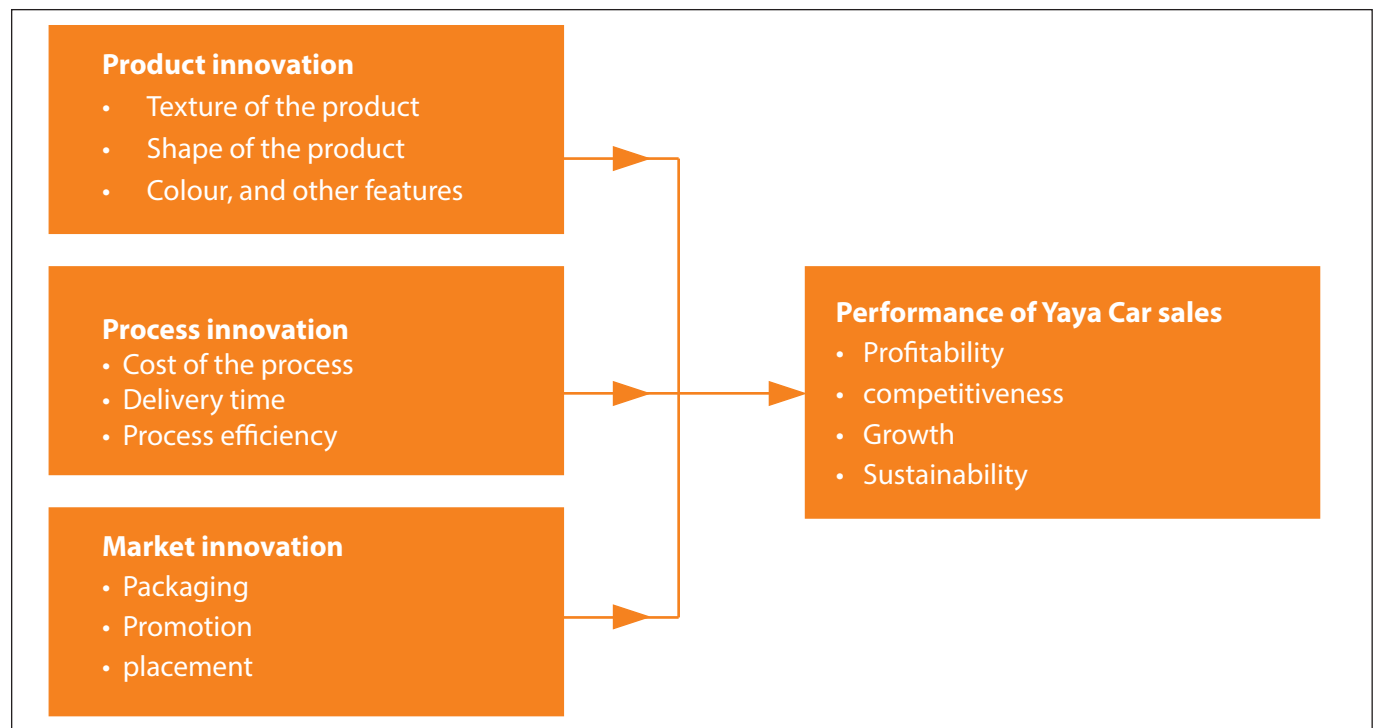 Product innovation
• Texture of the product
• Shape of the product
• Colour, and other features
Process innovation
• Cost of the process
• Delivery time
• Process efficiency
Market innovation
• Packaging
• Promotion
• placement
Performance of Yaya Car sales
• Profitability
• competitiveness
• Growth
• Sustainability